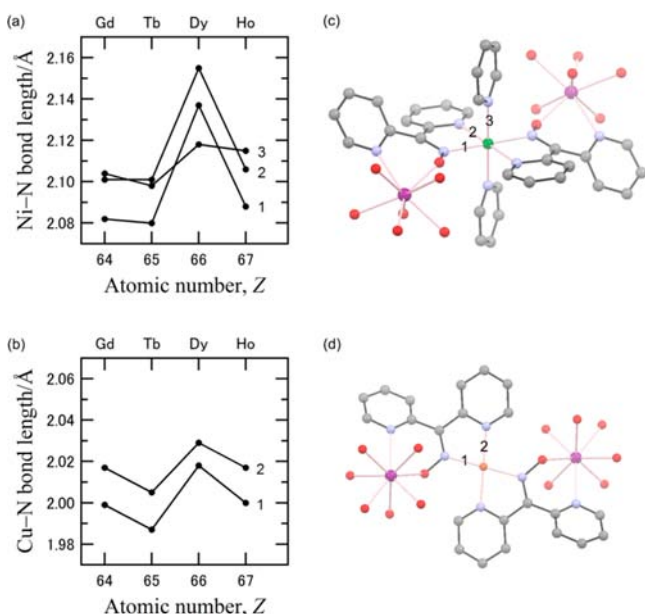 (a)
Gd Tb Dy Ho
2.16
2.14
2.12
2.10
2.08
Ni–N bond length/Å
3
2
1
64 65 66 67
Atomic number, Z
(c)
3
2
1
(b)
Gd Tb Dy Ho
2.06
2.04
2.02
2.00
1.98
Cu–N bond length/Å
2
1
64 65 66 67
Atomic number, Z
(d)
2
1